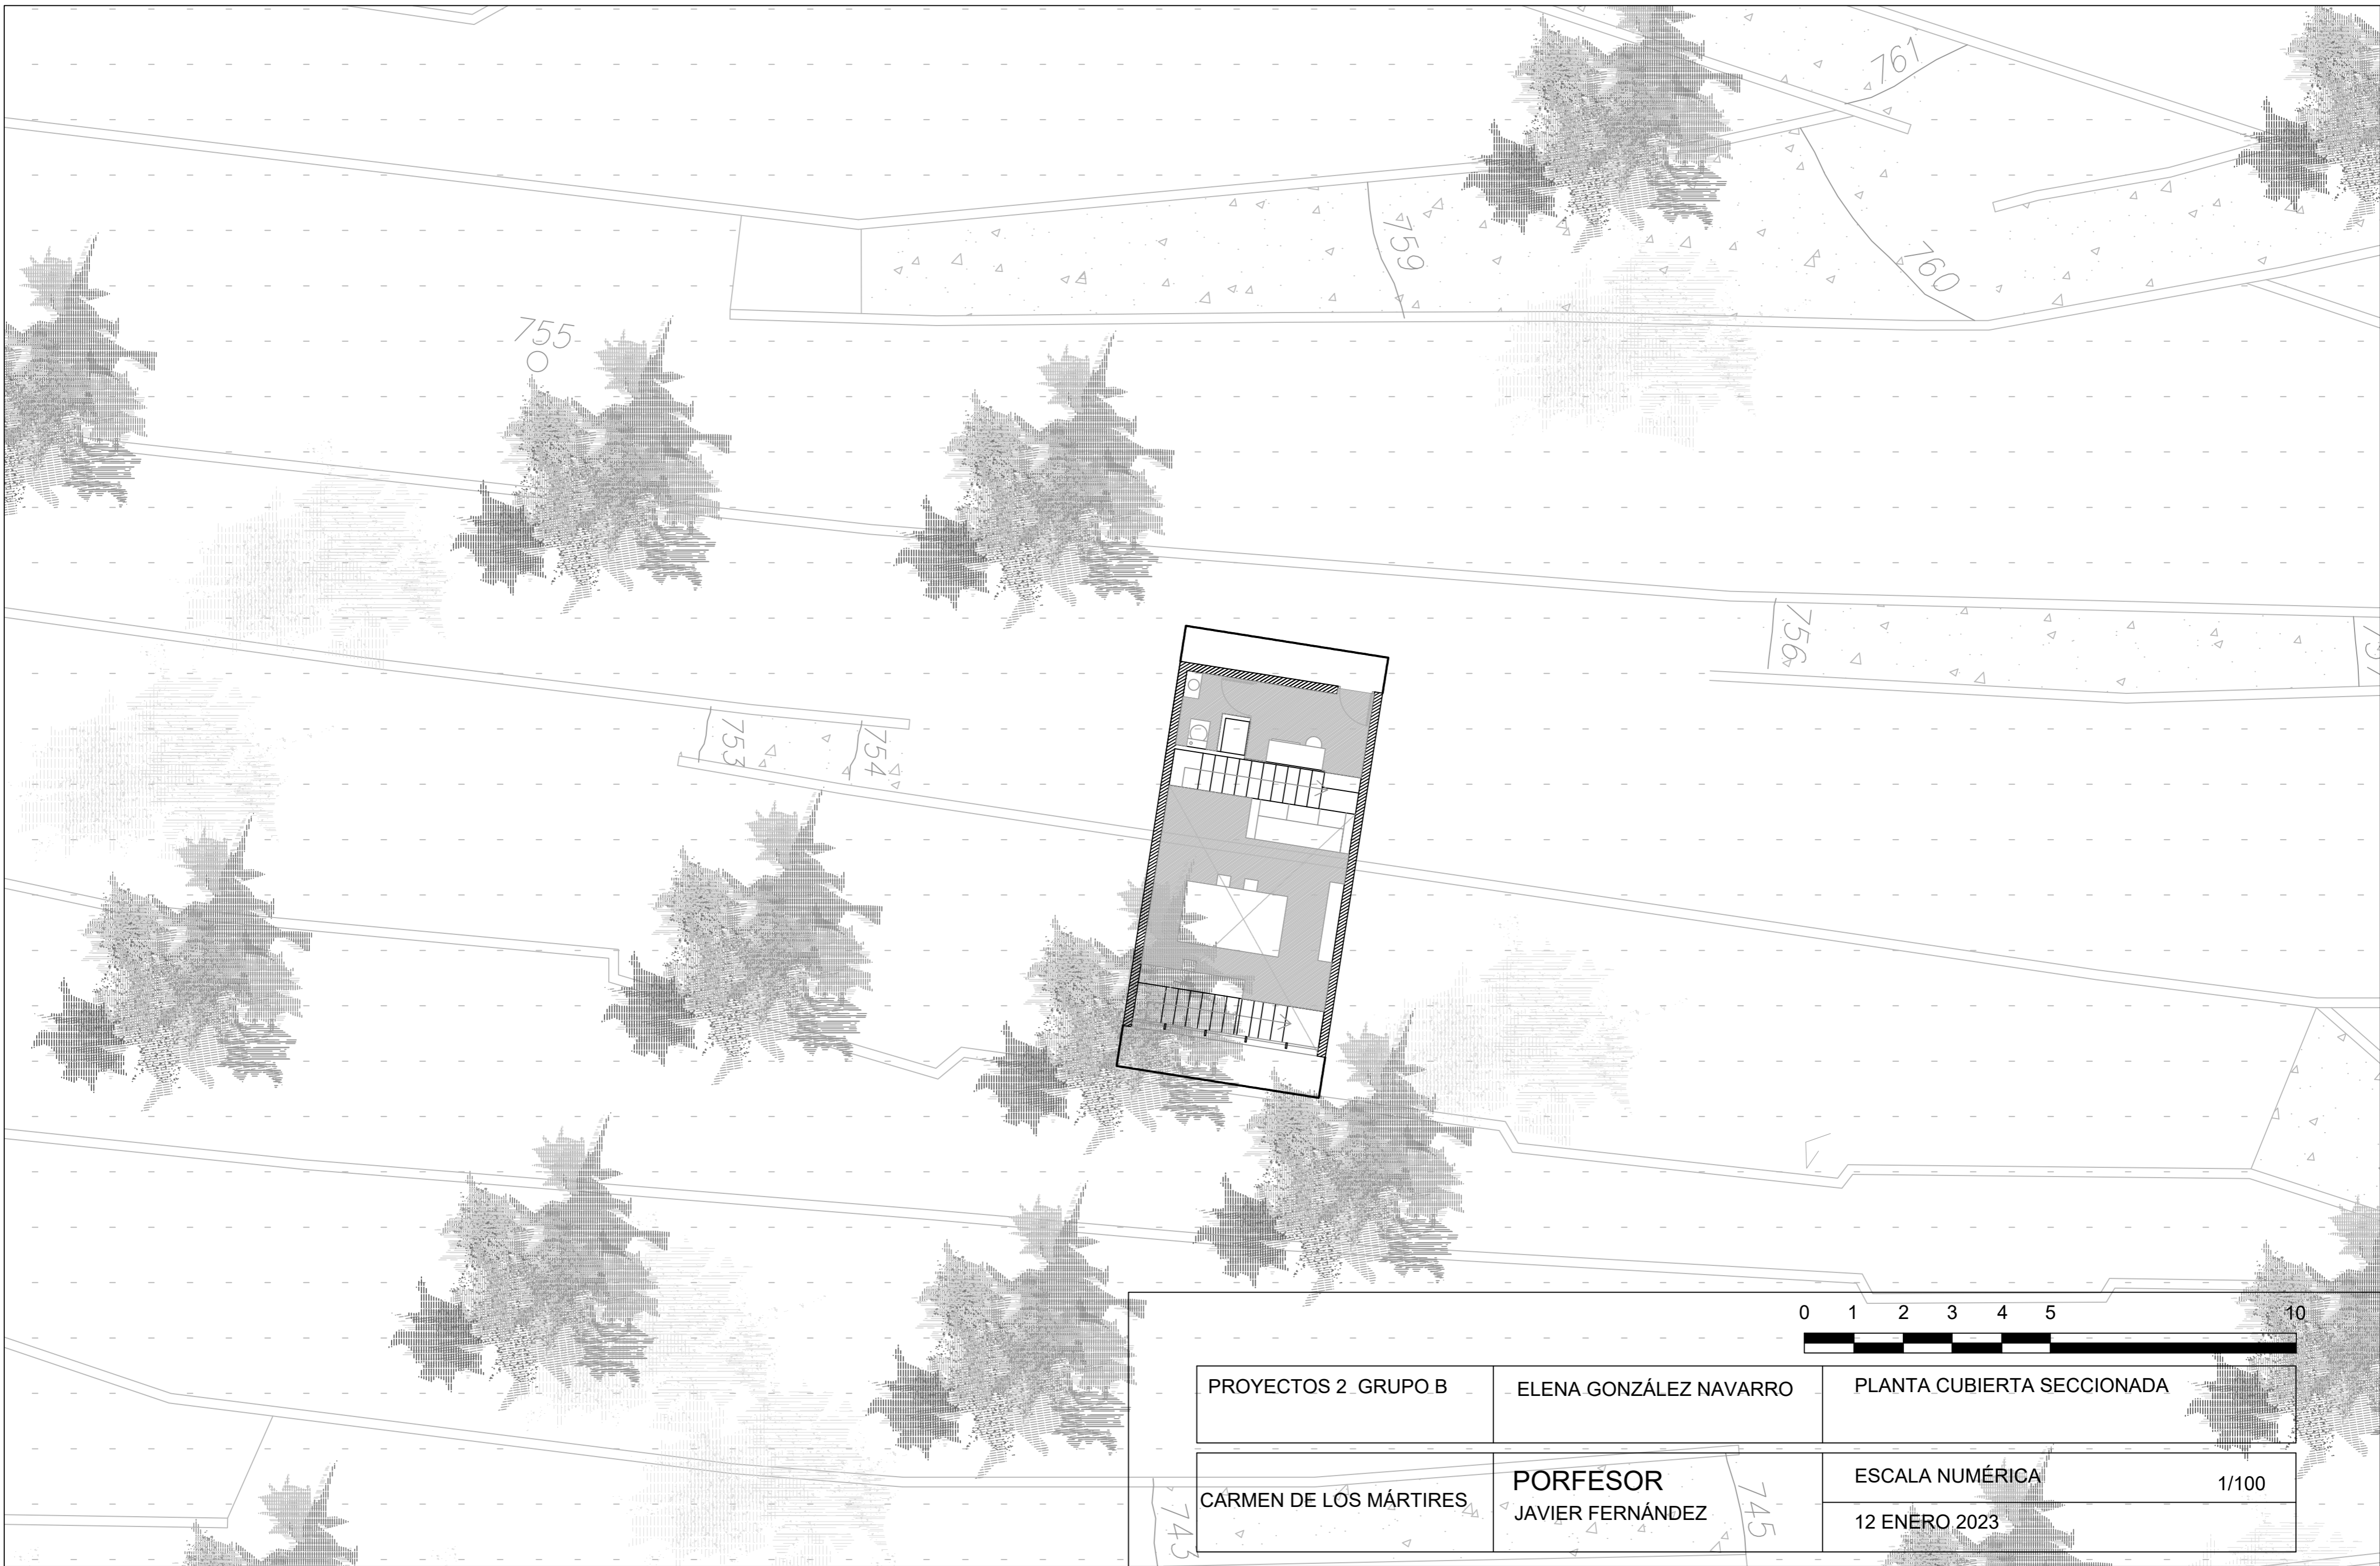 761
759
760
755
756
753
754
0 1 2 3 4 5 10
PROYECTOS 2 GRUPO B
ELENA GONZÁLEZ NAVARRO
PLANTA CUBIERTA SECCIONADA
CARMEN DE LOS MÁRTIRES
PORFESOR
JAVIER FERNÁNDEZ
ESCALA NUMÉRICA 1/100
12 ENERO 2023
743
745